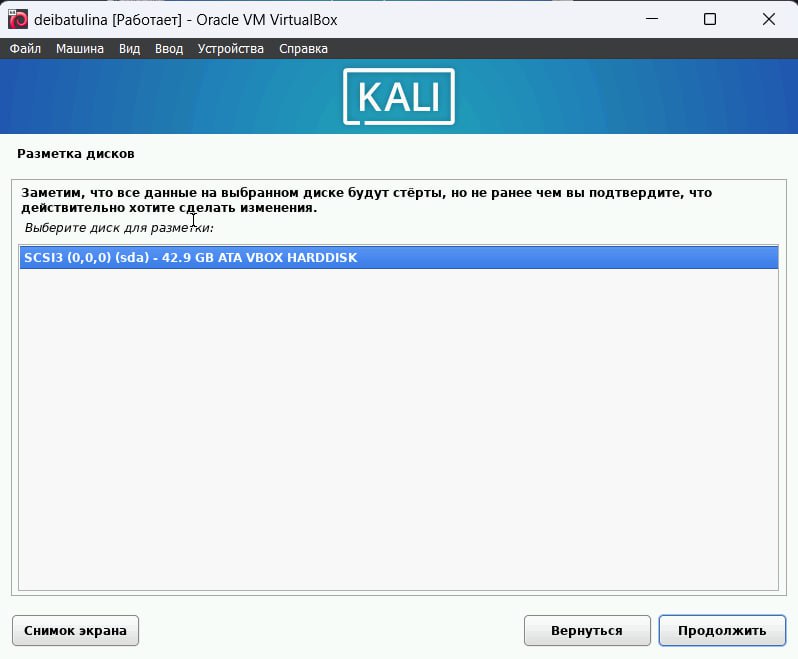 deibatulina [Работает] - Oracle VM VirtualBox
Файл Машина Вид Ввод Устройства Справка
KALI
Разметка дисков
Заметим, что все данные на выбранном диске будут стёрты, но не ранее чем вы подтвердите, что
действительно хотите сделать изменения.
Выберите диск для разметки:
SCSI3 (0,0,0) (sda) - 42.9 GB ATA VBOX HARDDISK
Снимок экрана Вернуться Продолжить